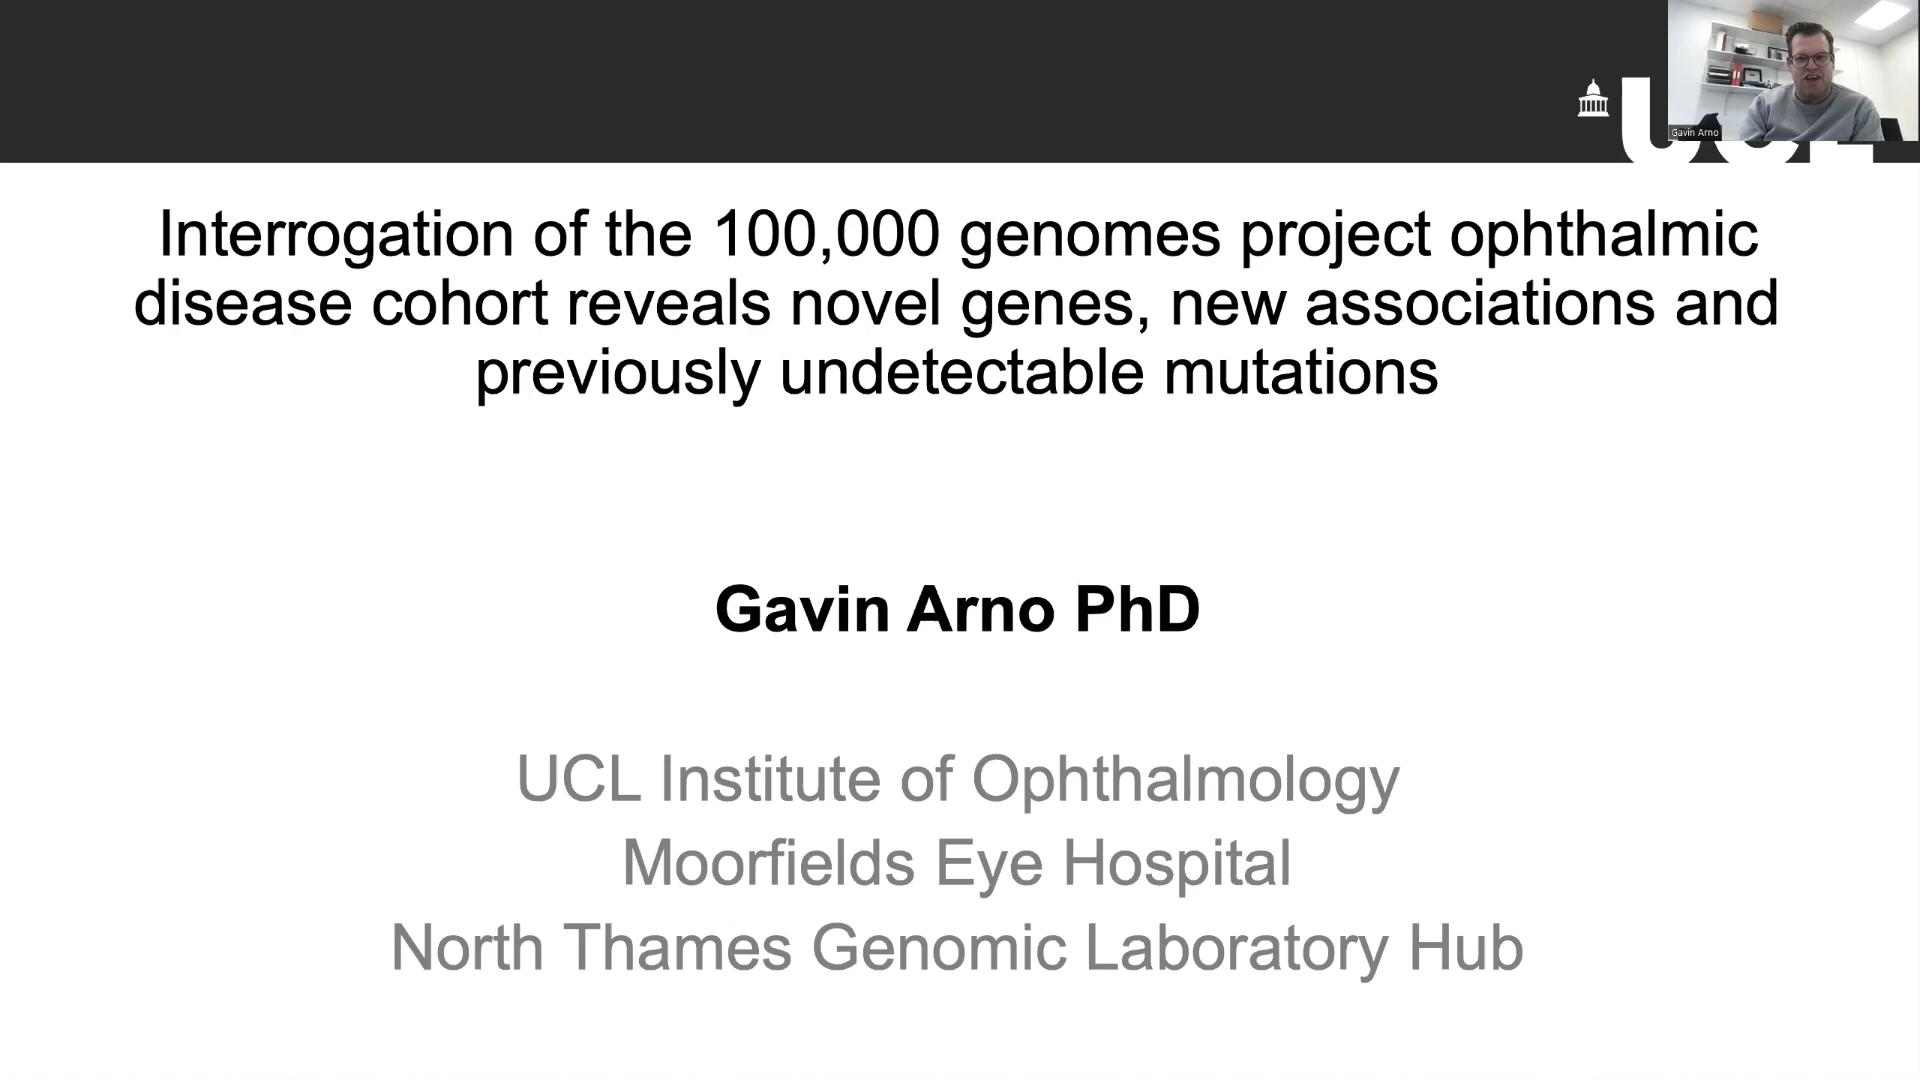 Gavin Arno
Interrogation of the 100,000 genomes project ophthalmic
disease cohort reveals novel genes, new associations and
previously undetectable mutations
Gavin Arno PhD
UCL Institute of Ophthalmology
Moorfields Eye Hospital
North Thames Genomic Laboratory Hub